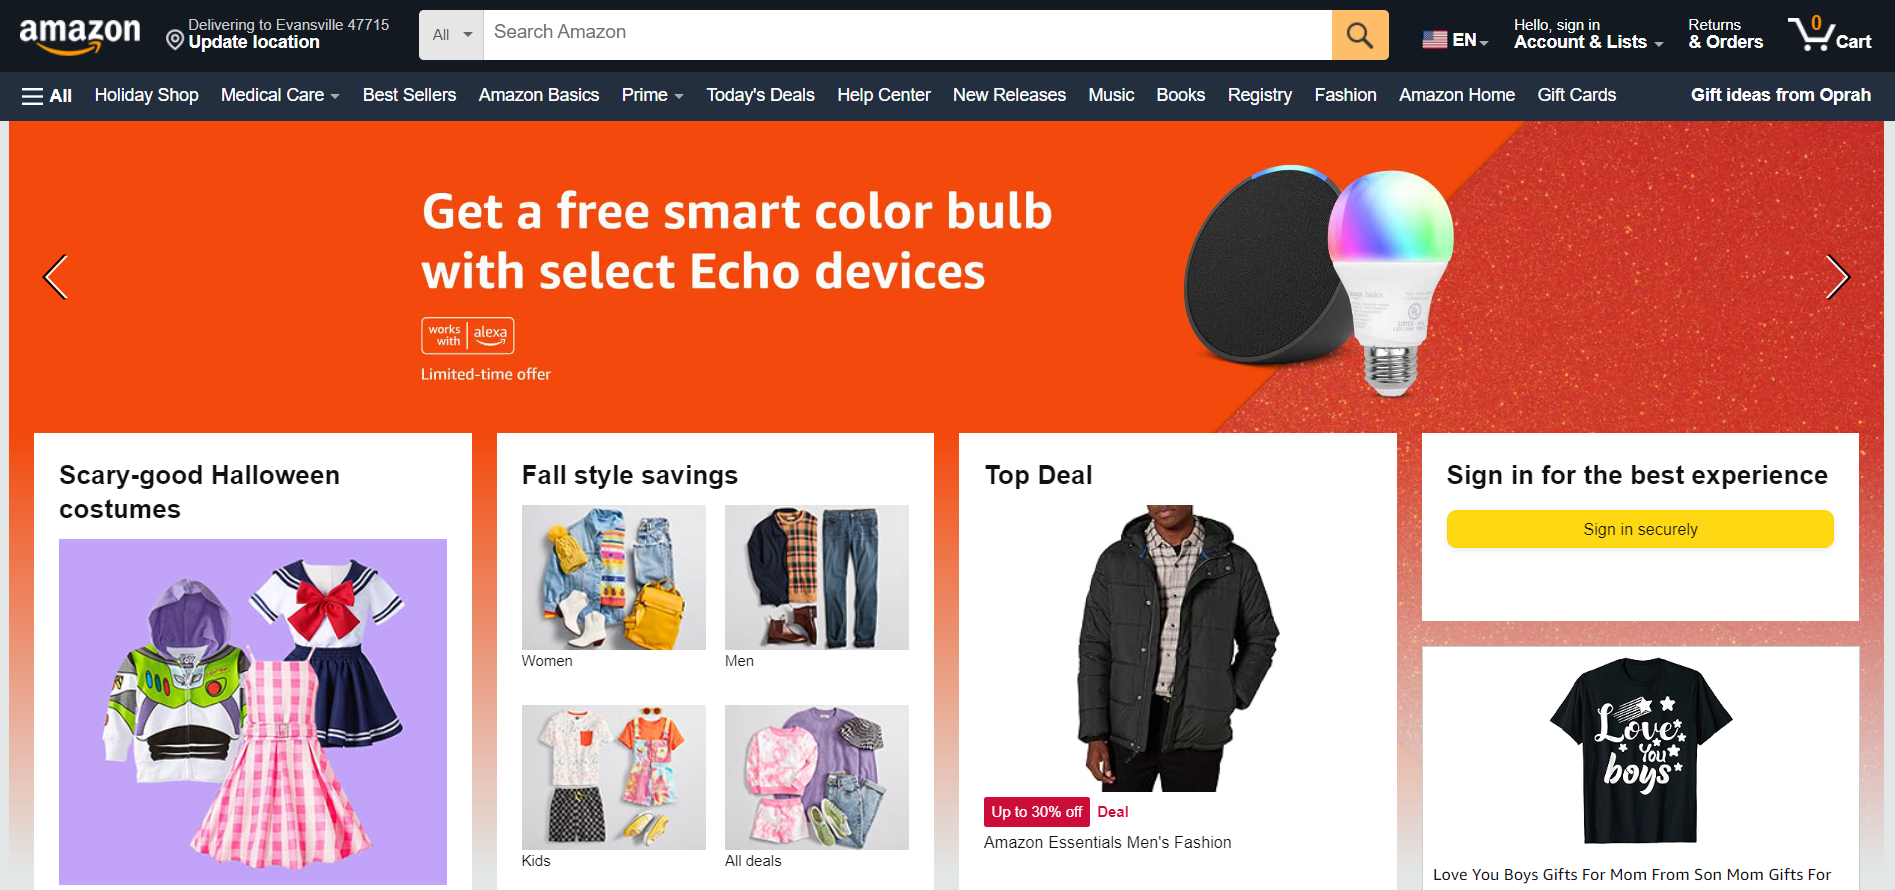 amazon
Delivering to Evansville 47715
Update location
All
Search Amazon
EN
Hello, sign in
Account & Lists
Returns
& Orders
0
Cart
All
Holiday Shop
Medical Care
Best Sellers
Amazon Basics
Prime
Today's Deals
Help Center
New Releases
Music
Books
Registry
Fashion
Amazon Home
Gift Cards
Gift ideas from Oprah
Get a free smart color bulb
with select Echo devices
works
with
alexa
Limited-time offer
Scary-good Halloween
costumes
Fall style savings
Women
Men
Kids
All deals
Top Deal
Up to 30% off
Deal
Amazon Essentials Men's Fashion
Sign in for the best experience
Sign in securely
Love
You
boys
Love You Boys Gifts For Mom From Son Mom Gifts For